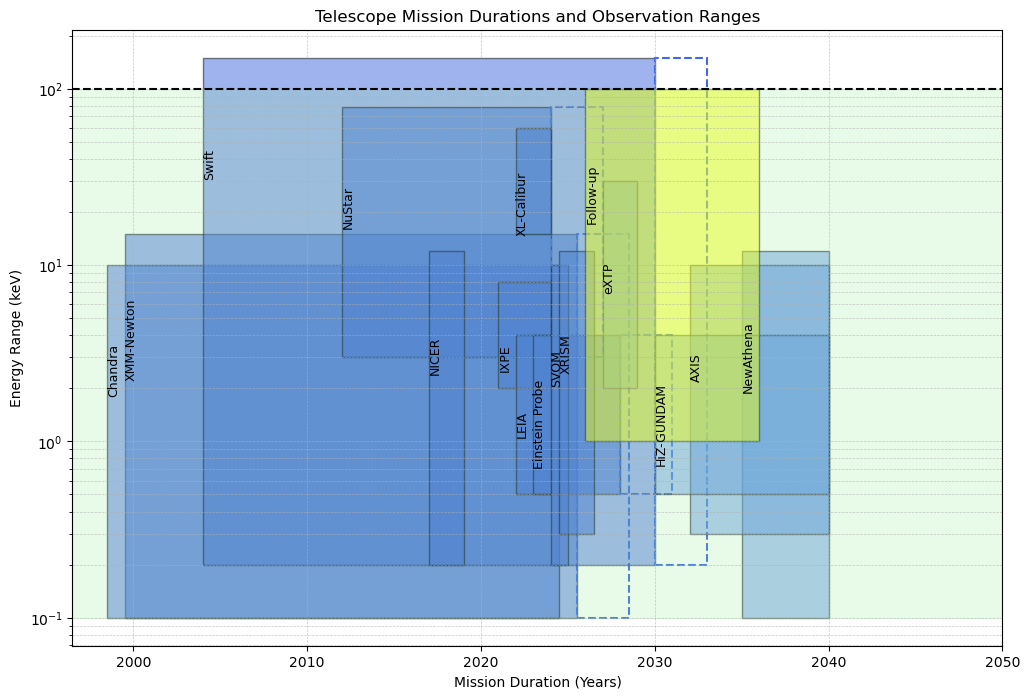 Telescope Mission Durations and Observation Ranges
Energy Range (keV)
10²
10¹
10⁰
10⁻¹
Chandra
XMM-Newton
Swift
NuStar
NICER
IXPE
XL-Calibur
LEIA
Einstein Probe
SVOM
XRISM
Follow-up
eXTP
HiZ-GUNDAM
AXIS
NewAthena
2000
2010
2020
2030
2040
2050
Mission Duration (Years)